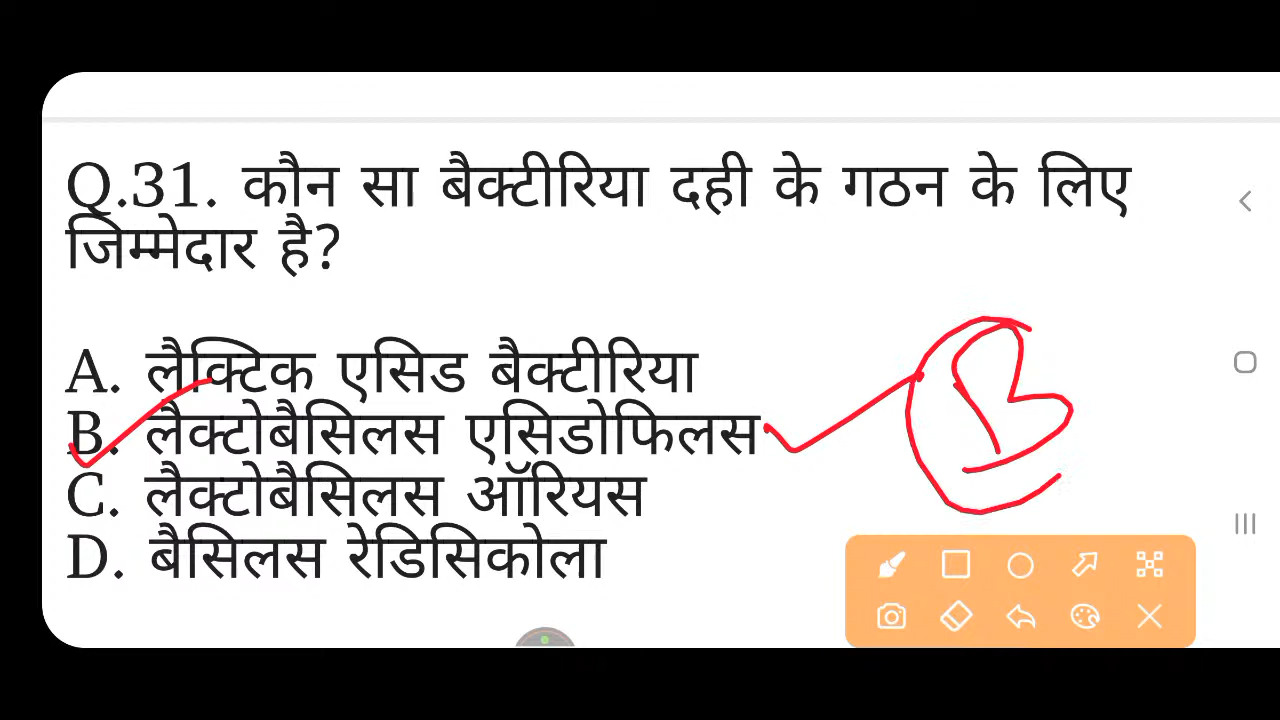 Q.31. कौन सा बैक्टीरिया दही के गठन के लिए
जिम्मेदार है?
A. लैक्टिक एसिड बैक्टीरिया
B. लैक्टोबैसिलस एसिडोफिलस
B
C. लैक्टोबैसिलस ऑरियस
D. बैसिलस रेडिसिकोला